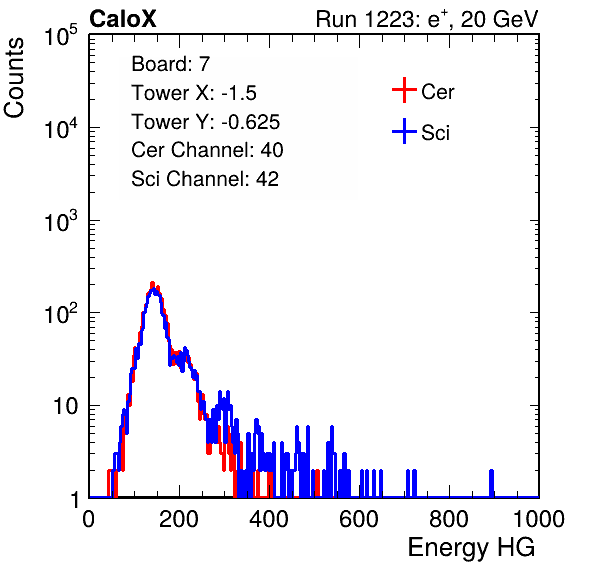 CaloX Run 1223: e⁺, 20 GeV
Counts
Board: 7
Tower X: -1.5
Tower Y: -0.625
Cer Channel: 40
Sci Channel: 42
Cer
Sci
10⁵
10⁴
10³
10²
10
1
0 200 400 600 800 1000
Energy HG